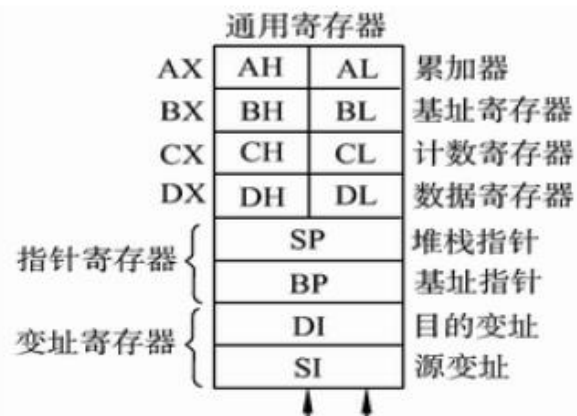 通用寄存器
AX AH AL 累加器
BX BH BL 基址寄存器
CX CH CL 计数寄存器
DX DH DL 数据寄存器
指针寄存器 SP 堆栈指针
BP 基址指针
变址寄存器 DI 目的变址
SI 源变址